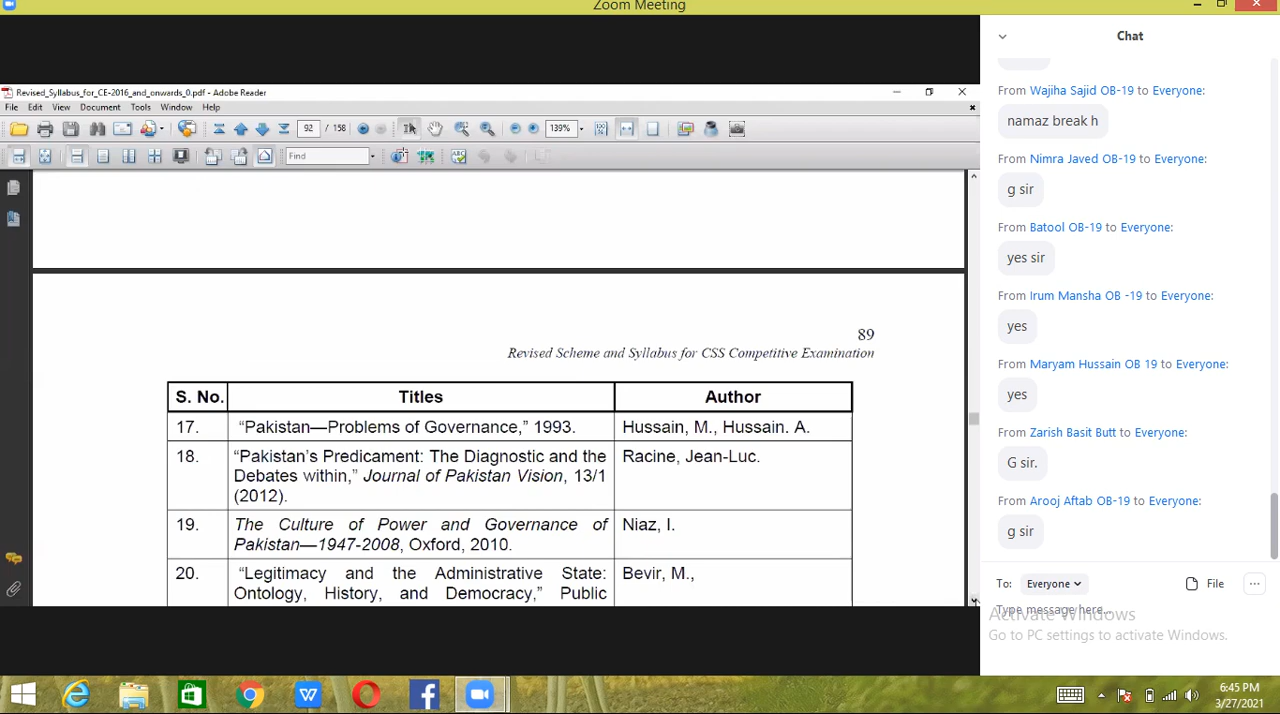 Zoom Meeting
Revised_Syllabus_for_CE-2016_and_onwards_0.pdf - Adobe Reader
File Edit View Document Tools Window Help
92 / 158 139%
Find
89
Revised Scheme and Syllabus for CSS Competitive Examination
S. No. Titles Author
17. “Pakistan—Problems of Governance,” 1993. Hussain, M., Hussain. A.
18. “Pakistan’s Predicament: The Diagnostic and the Racine, Jean-Luc.
Debates within,” Journal of Pakistan Vision, 13/1
(2012).
19. The Culture of Power and Governance of Niaz, I.
Pakistan—1947-2008, Oxford, 2010.
20. “Legitimacy and the Administrative State: Bevir, M.,
Ontology, History, and Democracy,” Public
Chat
From Wajiha Sajid OB-19 to Everyone:
namaz break h
From Nimra Javed OB-19 to Everyone:
g sir
From Batool OB-19 to Everyone:
yes sir
From Irum Mansha OB -19 to Everyone:
yes
From Maryam Hussain OB 19 to Everyone:
yes
From Zarish Basit Butt to Everyone:
G sir.
From Arooj Aftab OB-19 to Everyone:
g sir
To: Everyone File
Type message here...
Activate Windows
Go to PC settings to activate Windows.
6:45 PM
3/27/2021